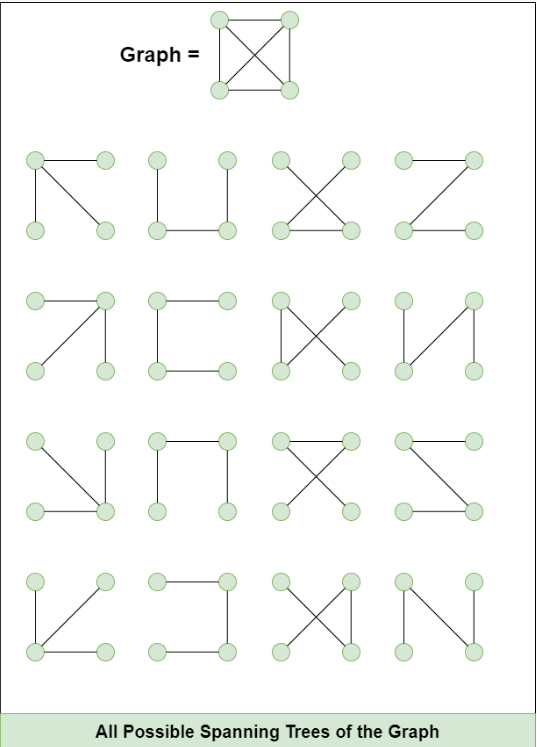 Graph =
All Possible Spanning Trees of the Graph